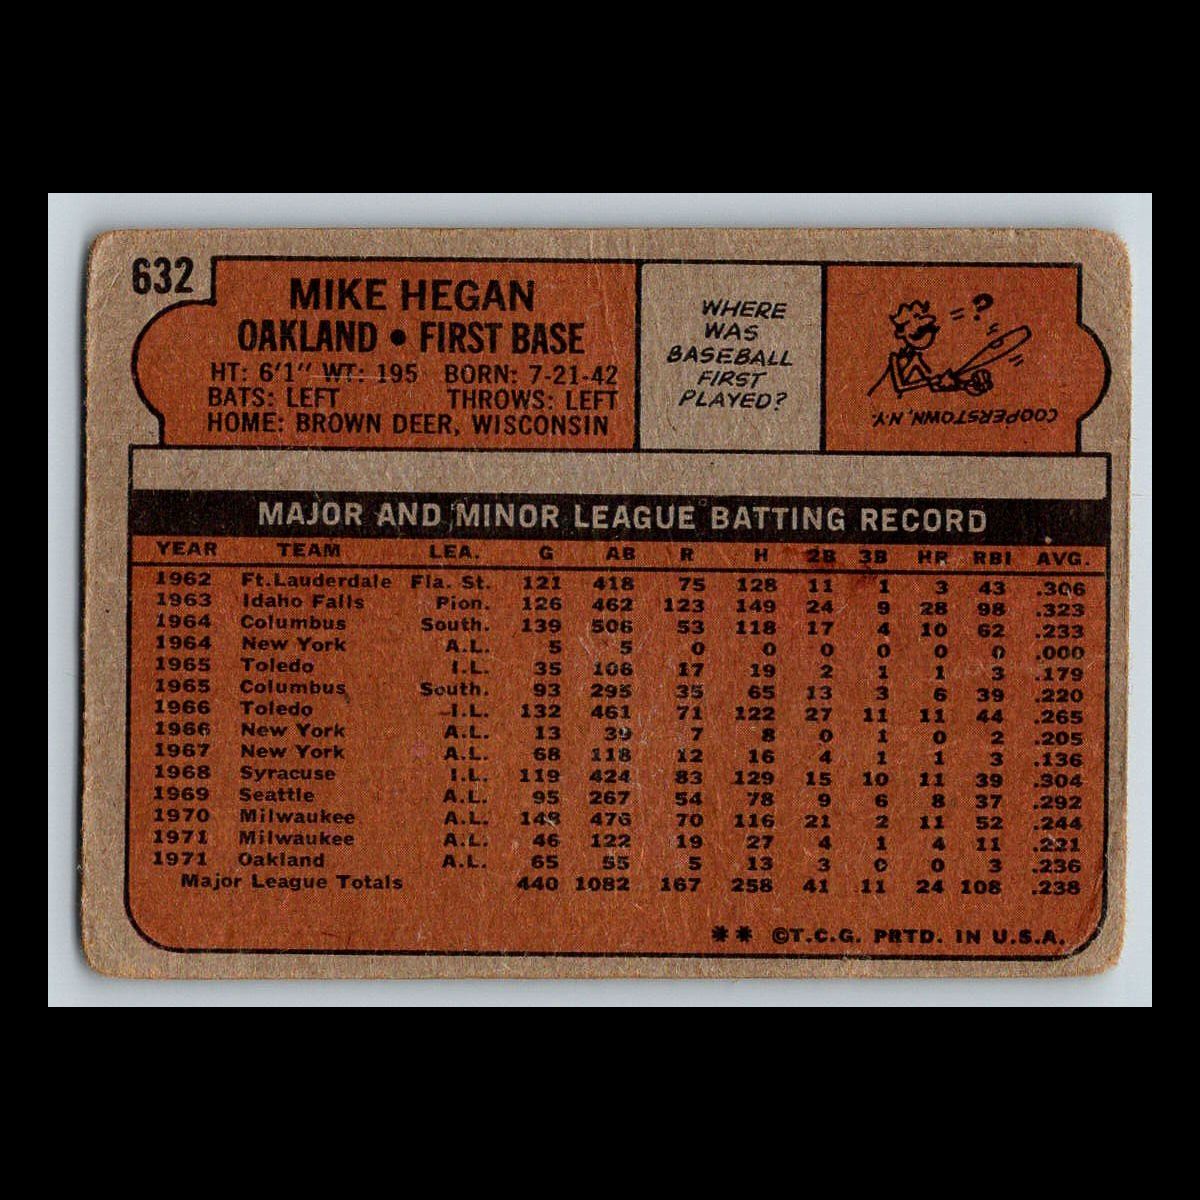 632
MIKE HEGAN
OAKLAND • FIRST BASE
HT: 6'1" WT: 195 BORN: 7-21-42
BATS: LEFT THROWS: LEFT
HOME: BROWN DEER, WISCONSIN
WHERE
WAS
BASEBALL
FIRST
PLAYED?
= ?
COOPERSTOWN, N.Y.
MAJOR AND MINOR LEAGUE BATTING RECORD
YEAR TEAM LEA. G AB R H 2B 3B HR RBI AVG.
1962 Ft. Lauderdale Fla. St. 121 418 75 128 11 1 3 43 .306
1963 Idaho Falls Pion. 126 462 123 149 24 9 28 98 .323
1964 Columbus South. 139 506 53 118 17 4 10 62 .233
1964 New York A.L. 5 5 0 0 0 0 0 0 .000
1965 Toledo I.L. 35 106 17 19 2 1 1 3 .179
1965 Columbus South. 93 295 35 65 13 3 6 39 .220
1966 Toledo I.L. 132 461 71 122 27 11 11 44 .265
1966 New York A.L. 13 39 7 8 0 1 0 2 .205
1967 New York A.L. 68 118 12 16 4 1 1 3 .136
1968 Syracuse I.L. 119 424 83 129 15 10 11 39 .304
1969 Seattle A.L. 95 267 54 78 9 6 8 37 .292
1970 Milwaukee A.L. 148 476 70 116 21 2 11 52 .244
1971 Milwaukee A.L. 46 122 19 27 4 1 4 11 .221
1971 Oakland A.L. 65 55 5 13 3 0 0 3 .236
Major League Totals 440 1082 167 258 41 11 24 108 .238
** ©T.C.G. PRTD. IN U.S.A.